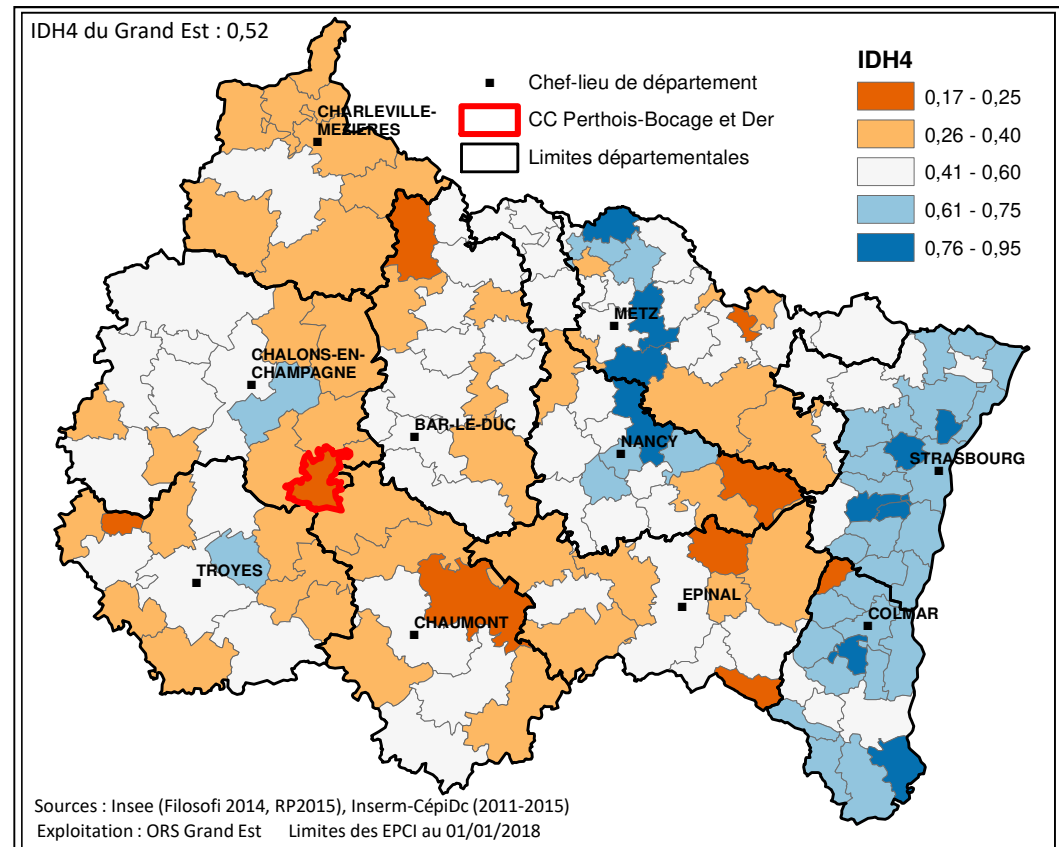 IDH4 du Grand Est : 0,52
Chef-lieu de département
CC Perthois-Bocage et Der
Limites départementales
IDH4
0,17 - 0,25
0,26 - 0,40
0,41 - 0,60
0,61 - 0,75
0,76 - 0,95
CHARLEVILLE-
MEZIERES
METZ
CHALONS-EN-
CHAMPAGNE
BAR-LE-DUC
NANCY
STRASBOURG
TROYES
EPINAL
CHAUMONT
COLMAR
Sources : Insee (Filosofi 2014, RP2015), Inserm-CépiDc (2011-2015)
Exploitation : ORS Grand Est Limites des EPCI au 01/01/2018